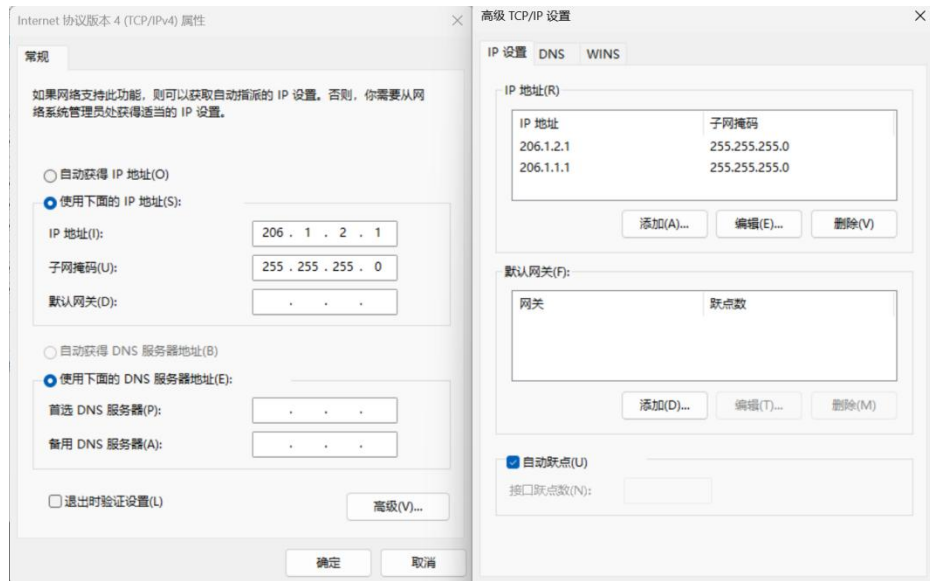 Internet 协议版本 4 (TCP/IPv4) 属性
常规
如果网络支持此功能，则可以获取自动指派的 IP 设置。否则，你需要从网
络系统管理员处获得适当的 IP 设置。
自动获得 IP 地址(O)
使用下面的 IP 地址(S):
IP 地址(I):
206 . 1 . 2 . 1
子网掩码(U):
255 . 255 . 255 . 0
默认网关(D):
. . .
自动获得 DNS 服务器地址(B)
使用下面的 DNS 服务器地址(E):
首选 DNS 服务器(P):
. . .
备用 DNS 服务器(A):
. . .
退出时验证设置(L)
高级(V)...
确定
取消
高级 TCP/IP 设置
IP 设置
DNS
WINS
IP 地址(R)
IP 地址
子网掩码
206.1.2.1
255.255.255.0
206.1.1.1
255.255.255.0
添加(A)...
编辑(E)...
删除(V)
默认网关(F):
网关
跃点数
添加(D)...
编辑(T)...
删除(M)
自动跃点(U)
接口跃点数(N):